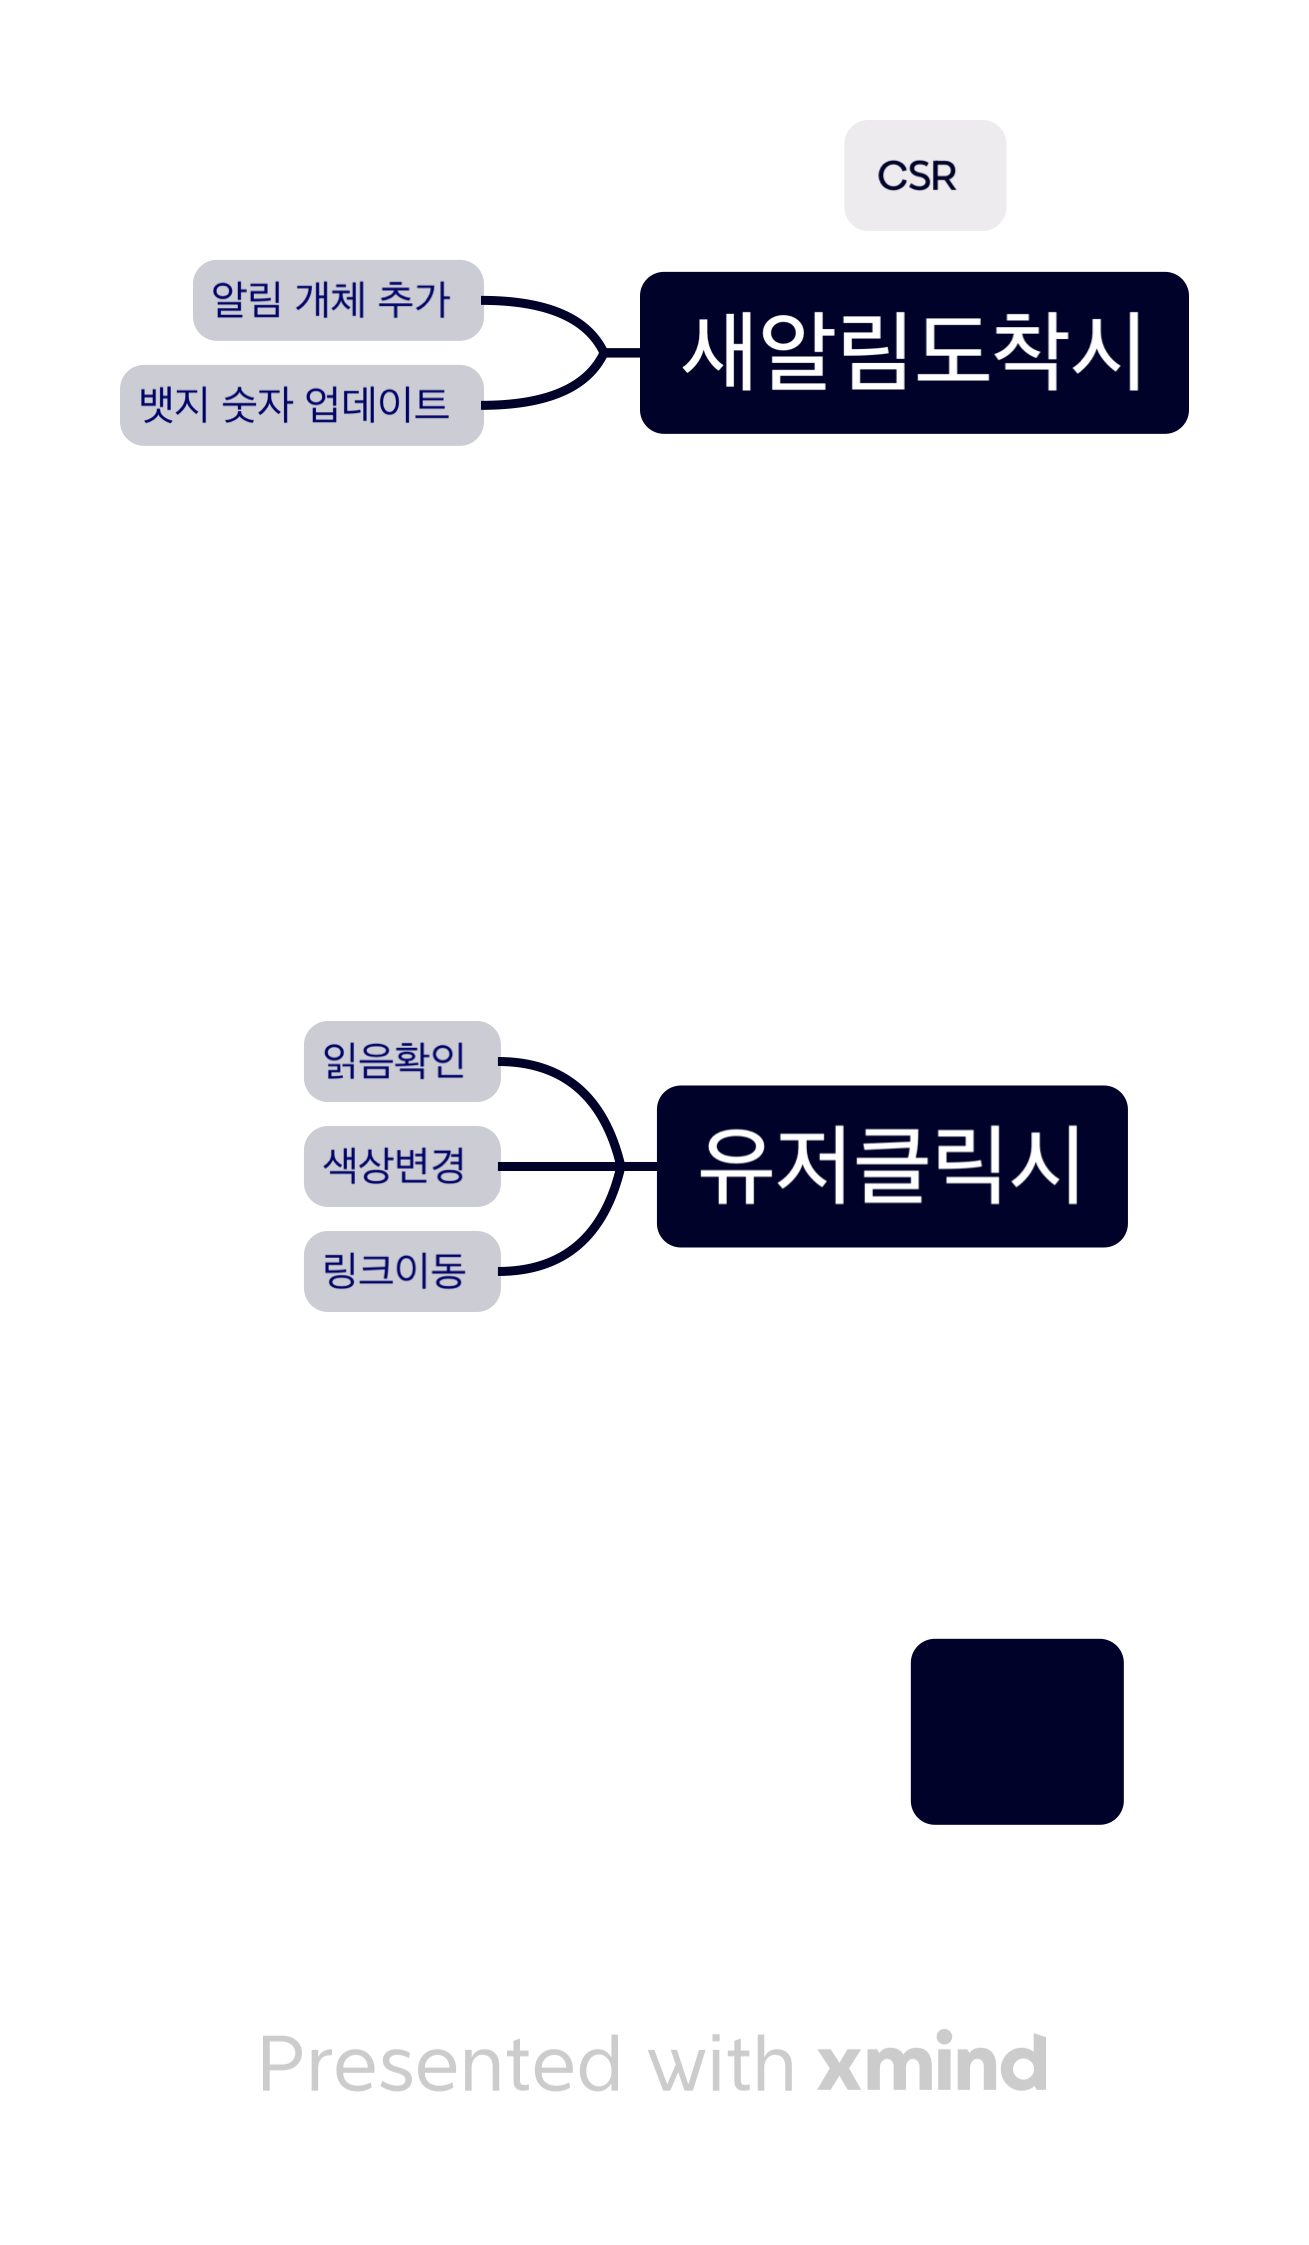 CSR
새알림도착시
알림 개체 추가
뱃지 숫자 업데이트
유저클릭시
읽음확인
색상변경
링크이동
Presented with xmind